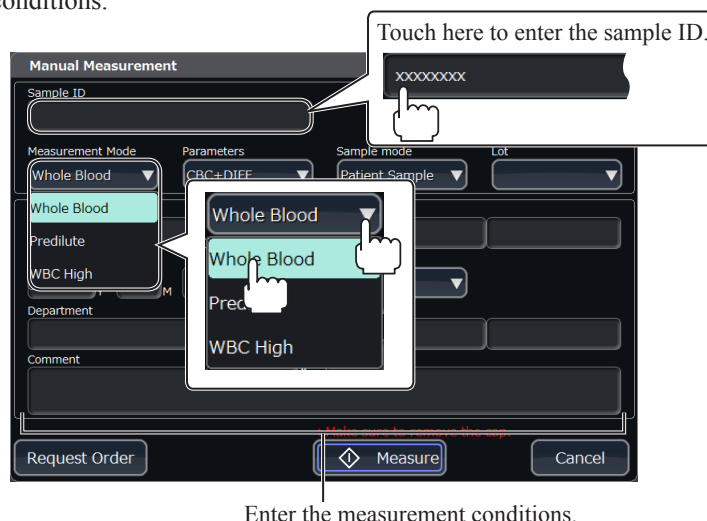 conditions.
Touch here to enter the sample ID.
Manual Measurement
xxxxxxxx
Sample ID
Measurement Mode Parameters Sample mode Lot
Whole Blood CBC+DIFF Patient Sample
Whole Blood
Predilute
WBC High
Whole Blood
Whole Blood
WBC High
Y M
Department
Comment
Make sure to remove the cap.
Request Order Measure Cancel
Enter the measurement conditions.